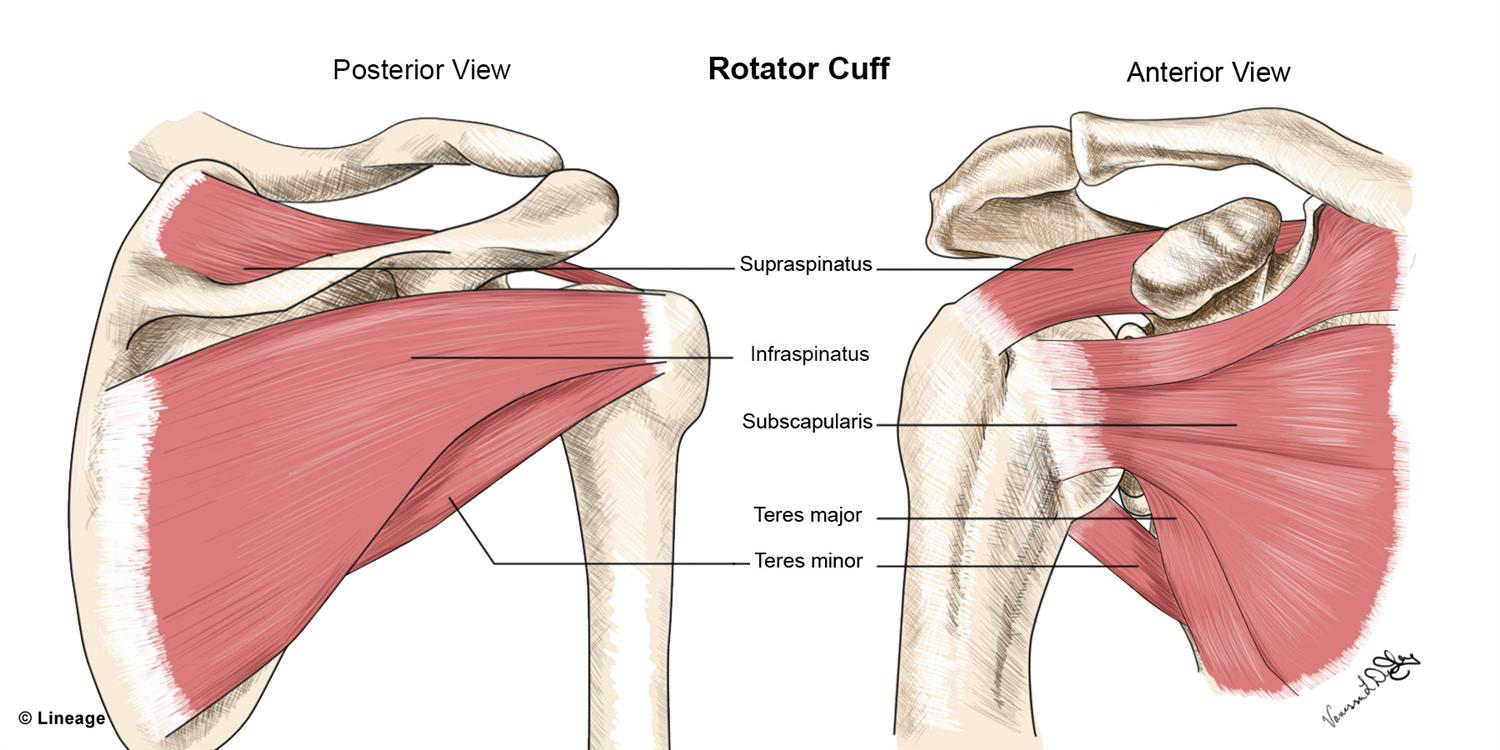 Posterior View
Rotator Cuff
Anterior View
Supraspinatus
Infraspinatus
Subscapularis
Teres major
Teres minor
© Lineage